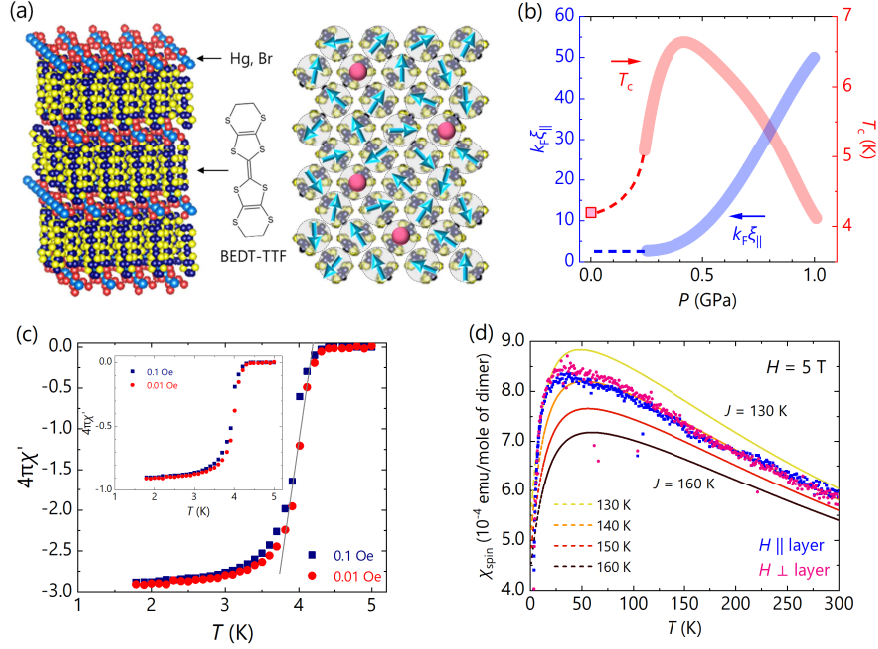 (a)
Hg, Br
S
S
S
S
S
S
S
S
BEDT-TTF
(b)
60
50
40
30
20
10
0
k_Fξ_||
T_c
k_Fξ_||
7
6
5
4
T_c (K)
0.0
0.5
1.0
P (GPa)
(c)
0.0
-0.5
-1.0
-1.5
-2.0
-2.5
-3.0
4πχ'
1
2
3
4
5
T (K)
0.1 Oe
0.01 Oe
0.0
-0.5
-1.0
4πχ'
0.1 Oe
0.01 Oe
1
2
3
4
5
T (K)
(d)
9.0
8.0
7.0
6.0
5.0
4.0
χ_spin (10⁻⁴ emu/mole of dimer)
H = 5 T
J = 130 K
J = 160 K
130 K
140 K
150 K
160 K
H || layer
H ⊥ layer
0
50
100
150
200
250
300
T (K)